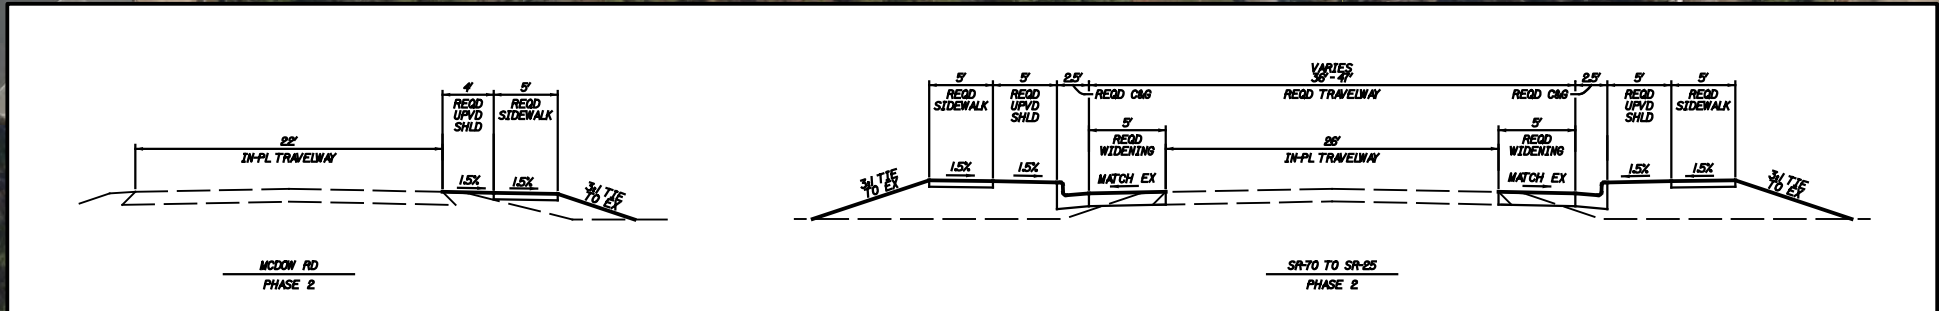 4' 5'
REQD
UPVD
SHLD
REQD
SIDEWALK
22'
IN-PL TRAVELWAY
1.5% 1.5%
3:1 TIE
TO EX
MCDOW RD
PHASE 2
5' 5' 2.5' VARIES
36' - 41' 2.5' 5' 5'
REQD
SIDEWALK
REQD
UPVD
SHLD
REQD C&G
REQD TRAVELWAY
REQD C&G
REQD
UPVD
SHLD
REQD
SIDEWALK
5'
REQD
WIDENING
26'
IN-PL TRAVELWAY
5'
REQD
WIDENING
3:1 TIE
TO EX
1.5% 1.5%
MATCH EX
MATCH EX
1.5% 1.5%
3:1 TIE
TO EX
SR-70 TO SR-25
PHASE 2